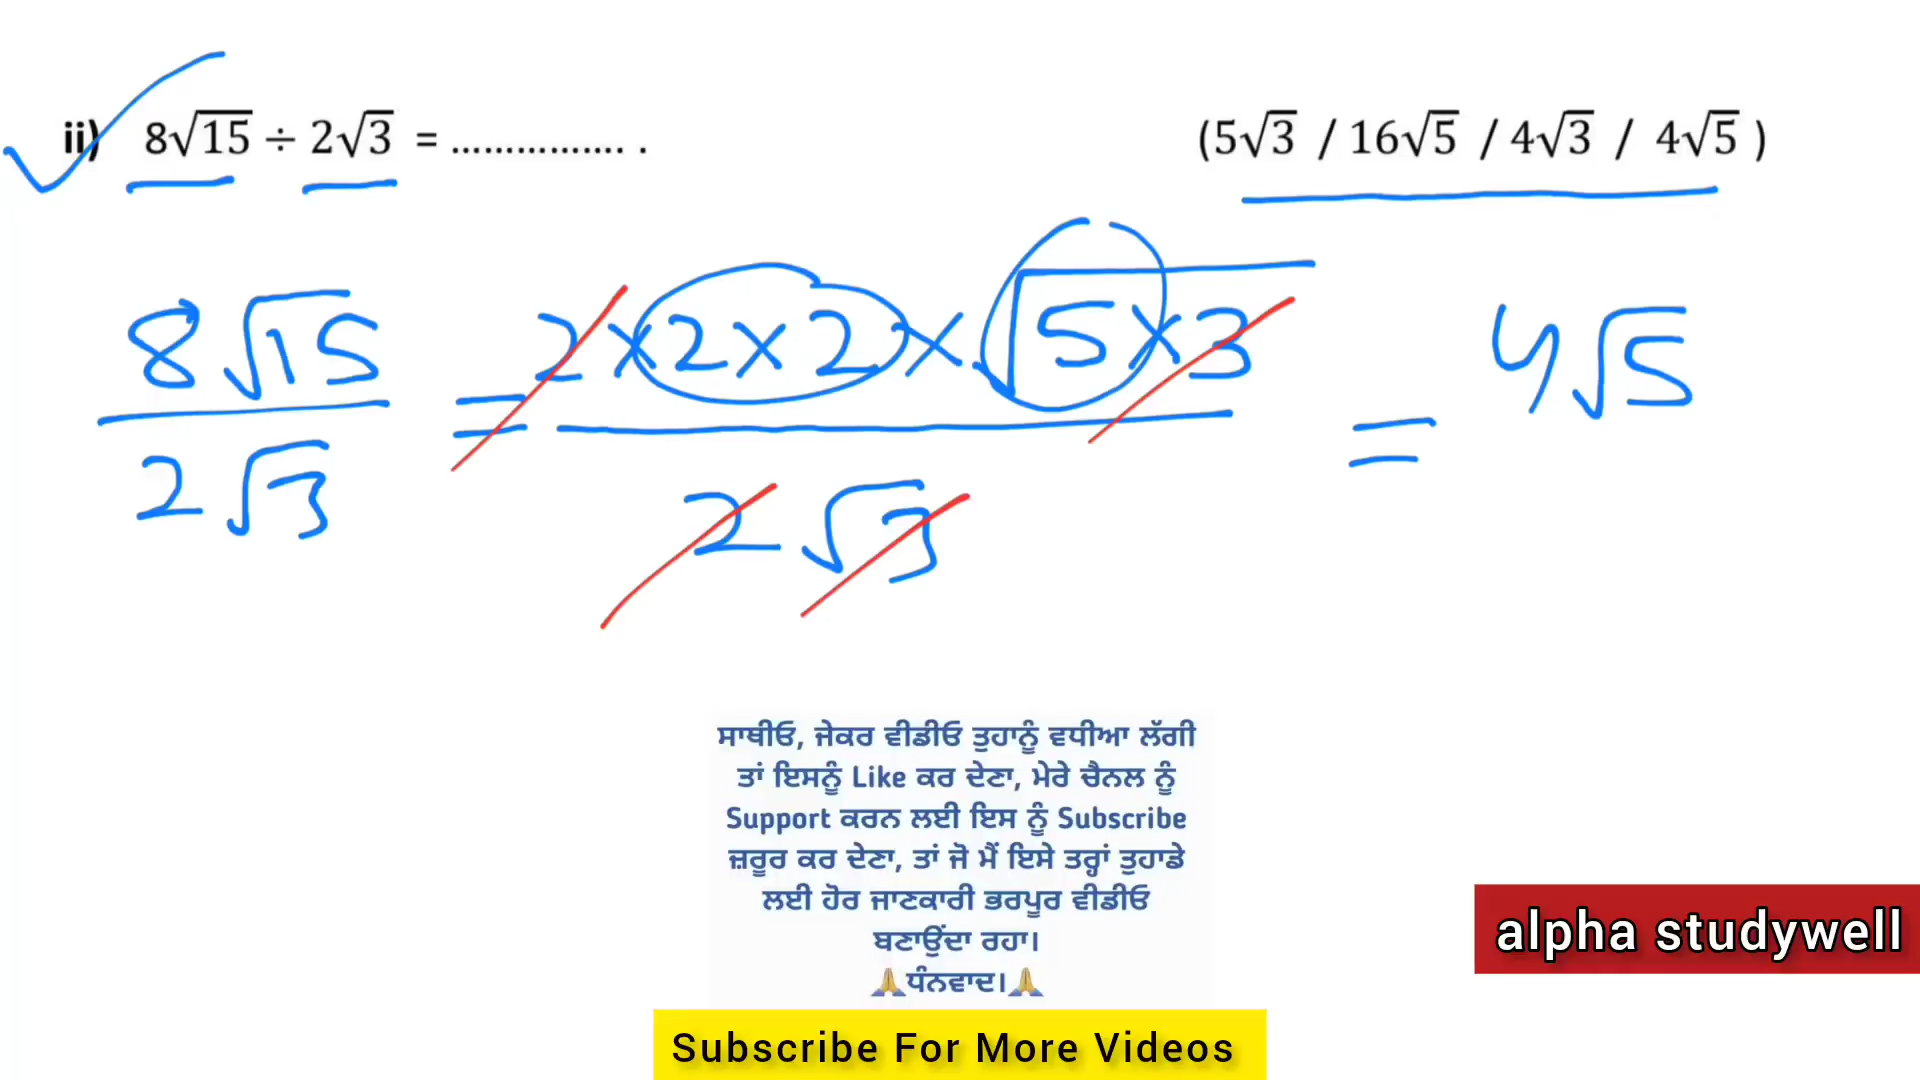 ii) 8√15 ÷ 2√3 = ................ . (5√3 / 16√5 / 4√3 / 4√5 )
8√15 / 2√3 = 2 × 2 × 2 × √5 × 3 / 2 √3 = 4√5
ਸਾਥੀਓ, ਜੇਕਰ ਵੀਡੀਓ ਤੁਹਾਨੂੰ ਵਧੀਆ ਲੱਗੀ
ਤਾਂ ਇਸਨੂੰ Like ਕਰ ਦੇਣਾ, ਮੇਰੇ ਚੈਨਲ ਨੂੰ
Support ਕਰਨ ਲਈ ਇਸ ਨੂੰ Subscribe
ਜ਼ਰੂਰ ਕਰ ਦੇਣਾ, ਤਾਂ ਜੋ ਮੈਂ ਇਸੇ ਤਰ੍ਹਾਂ ਤੁਹਾਡੇ
ਲਈ ਹੋਰ ਜਾਣਕਾਰੀ ਭਰਪੂਰ ਵੀਡੀਓ
ਬਣਾਉਂਦਾ ਰਹਾ।
🙏ਧੰਨਵਾਦ।🙏
alpha studywell
Subscribe For More Videos